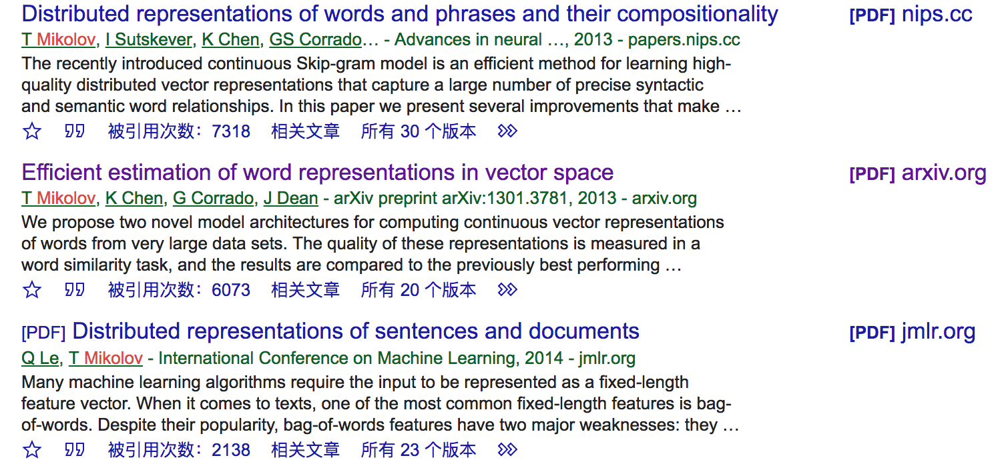 Distributed representations of words and phrases and their compositionality [PDF] nips.cc
T Mikolov, I Sutskever, K Chen, GS Corrado… - Advances in neural …, 2013 - papers.nips.cc
The recently introduced continuous Skip-gram model is an efficient method for learning high-
quality distributed vector representations that capture a large number of precise syntactic
and semantic word relationships. In this paper we present several improvements that make …
被引用次数：7318 相关文章 所有 30 个版本
Efficient estimation of word representations in vector space [PDF] arxiv.org
T Mikolov, K Chen, G Corrado, J Dean - arXiv preprint arXiv:1301.3781, 2013 - arxiv.org
We propose two novel model architectures for computing continuous vector representations
of words from very large data sets. The quality of these representations is measured in a
word similarity task, and the results are compared to the previously best performing …
被引用次数：6073 相关文章 所有 20 个版本
[PDF] Distributed representations of sentences and documents [PDF] jmlr.org
Q Le, T Mikolov - International Conference on Machine Learning, 2014 - jmlr.org
Many machine learning algorithms require the input to be represented as a fixed-length
feature vector. When it comes to texts, one of the most common fixed-length features is bag-
of-words. Despite their popularity, bag-of-words features have two major weaknesses: they …
被引用次数：2138 相关文章 所有 23 个版本